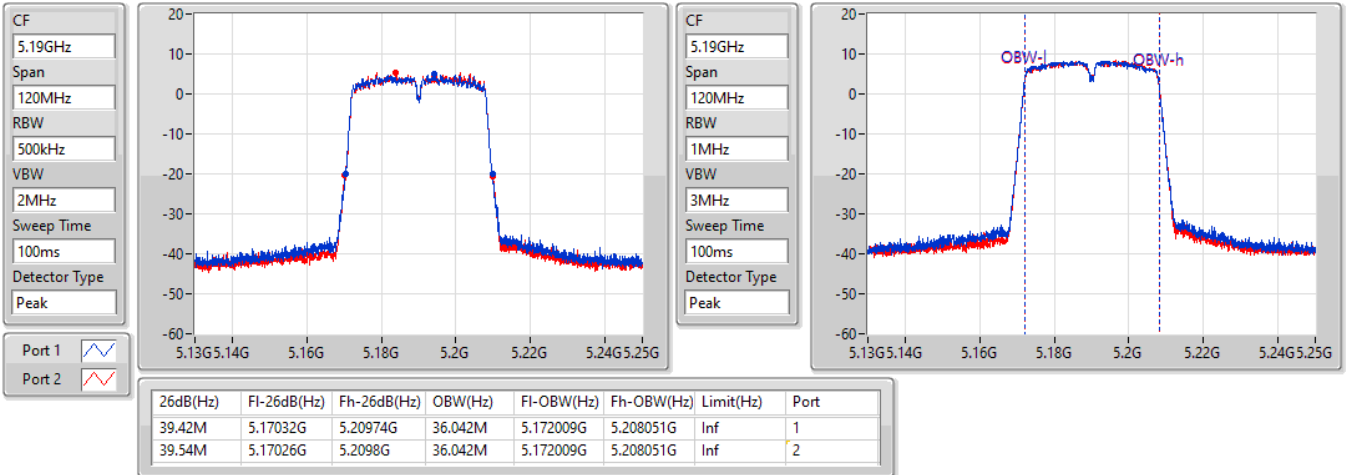 CF
5.19GHz
Span
120MHz
RBW
500kHz
VBW
2MHz
Sweep Time
100ms
Detector Type
Peak
Port 1
Port 2
20
10
0
-10
-20
-30
-40
-50
-60
5.13G 5.14G 5.16G 5.18G 5.2G 5.22G 5.24G 5.25G
CF
5.19GHz
Span
120MHz
RBW
1MHz
VBW
3MHz
Sweep Time
100ms
Detector Type
Peak
20
10
0
-10
-20
-30
-40
-50
-60
OBW-l OBW-h
5.13G 5.14G 5.16G 5.18G 5.2G 5.22G 5.24G 5.25G
26dB(Hz) Fl-26dB(Hz) Fh-26dB(Hz) OBW(Hz) Fl-OBW(Hz) Fh-OBW(Hz) Limit(Hz) Port
39.42M 5.17032G 5.20974G 36.042M 5.172009G 5.208051G Inf 1
39.54M 5.17026G 5.2098G 36.042M 5.172009G 5.208051G Inf 2